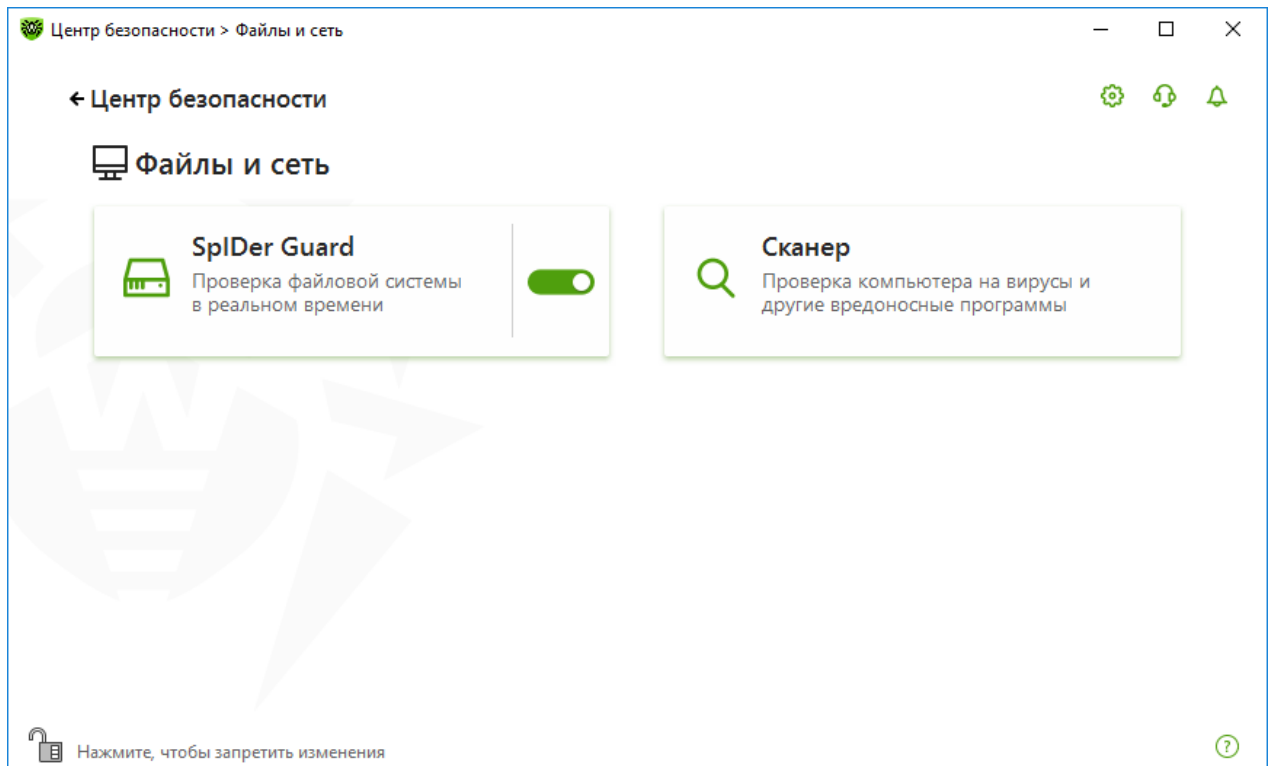 Центр безопасности > Файлы и сеть
Центр безопасности
Файлы и сеть
SpIDer Guard
Проверка файловой системы
в реальном времени
Сканер
Проверка компьютера на вирусы и
другие вредоносные программы
Нажмите, чтобы запретить изменения
?